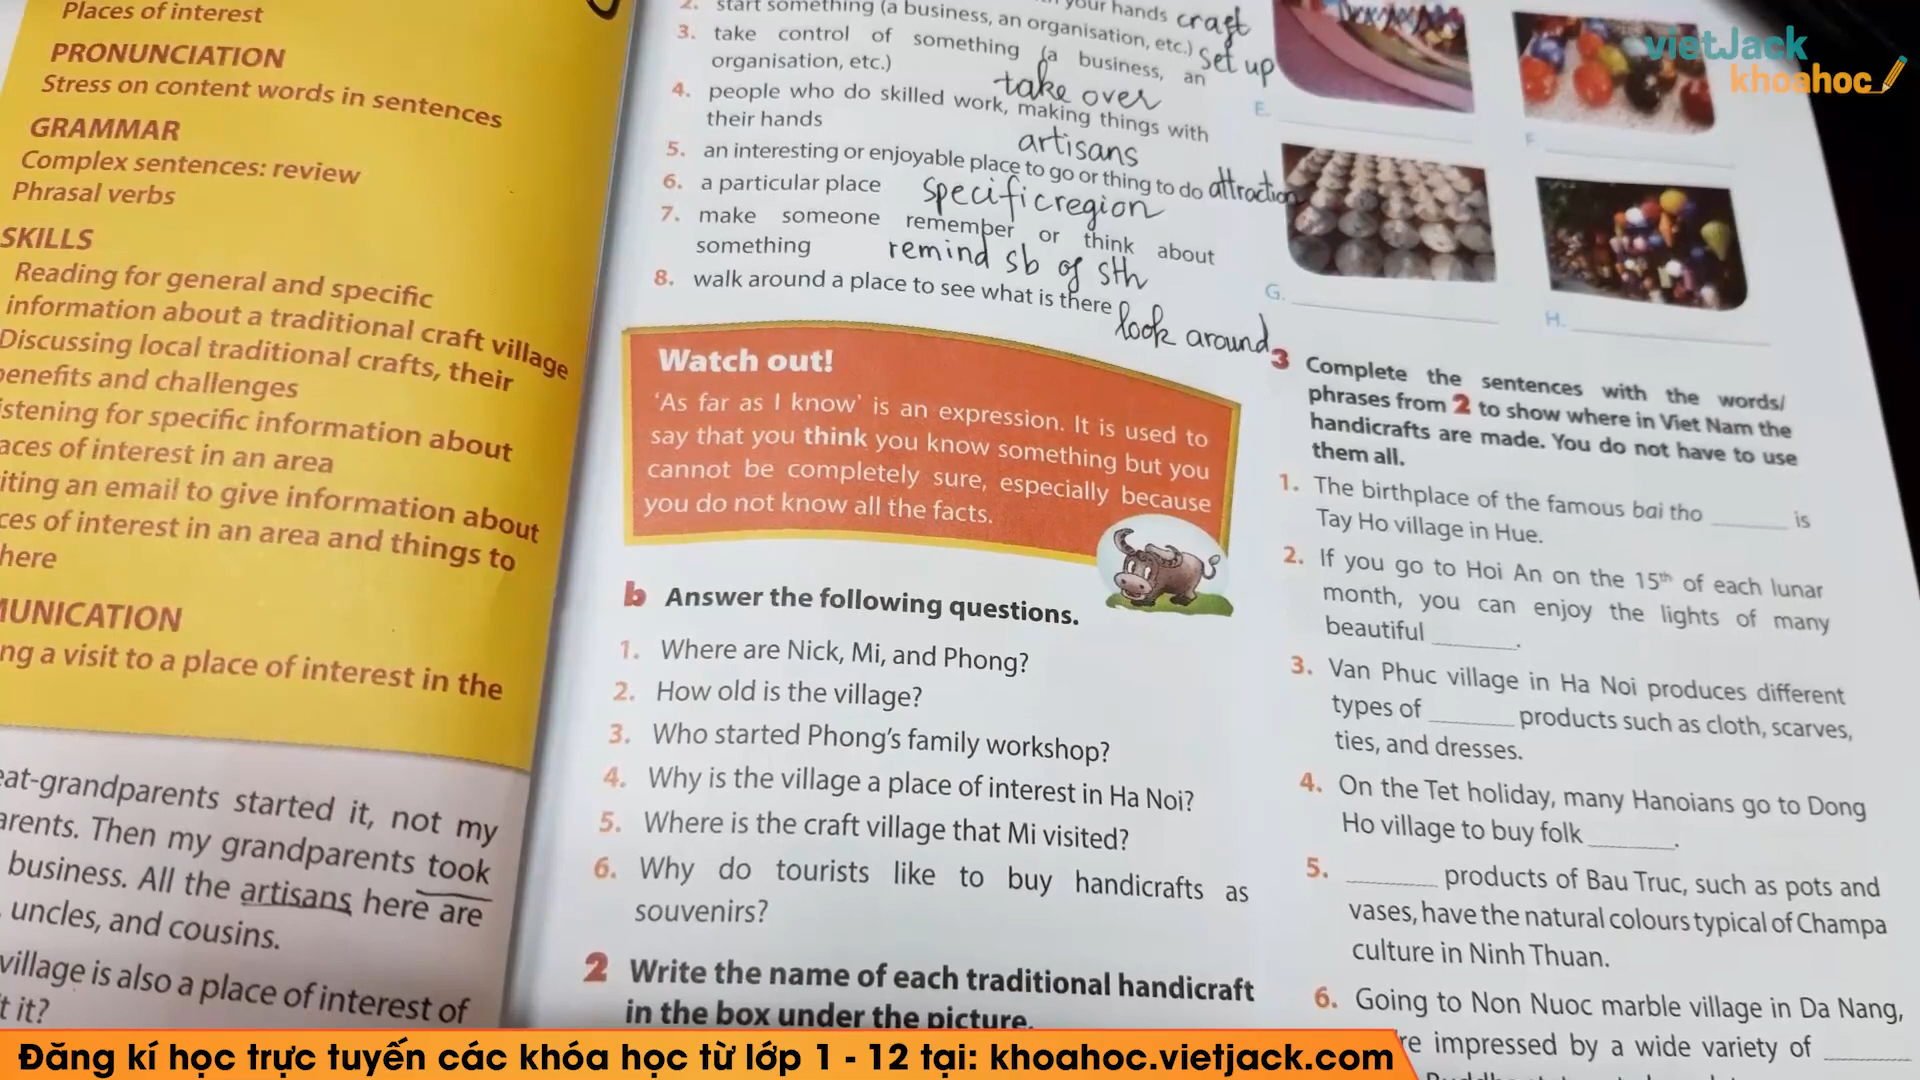 Places of interest
PRONUNCIATION
Stress on content words in sentences
GRAMMAR
Complex sentences: review
Phrasal verbs
SKILLS
Reading for general and specific
information about a traditional craft village
Discussing local traditional crafts, their
benefits and challenges
istening for specific information about
aces of interest in an area
iting an email to give information about
ces of interest in an area and things to
here
MUNICATION
ng a visit to a place of interest in the
eat-grandparents started it, not my
arents. Then my grandparents took
business. All the artisans here are
uncles, and cousins.
village is also a place of interest of
t it?
your hands craft
2. start something (a business, an organisation, etc.) set up
3. take control of something (a business, an
organisation, etc.) take over
4. people who do skilled work, making things with
their hands artisans
5. an interesting or enjoyable place to go or thing to do attraction
6. a particular place specific region
7. make someone remember or think about
something remind sb of sth
8. walk around a place to see what is there look around
Watch out!
'As far as I know' is an expression. It is used to
say that you think you know something but you
cannot be completely sure, especially because
you do not know all the facts.
b Answer the following questions.
1. Where are Nick, Mi, and Phong?
2. How old is the village?
3. Who started Phong's family workshop?
4. Why is the village a place of interest in Ha Noi?
5. Where is the craft village that Mi visited?
6. Why do tourists like to buy handicrafts as
souvenirs?
2 Write the name of each traditional handicraft
in the box under the picture.
E.
F.
G.
H.
3 Complete the sentences with the words/
phrases from 2 to show where in Viet Nam the
handicrafts are made. You do not have to use
them all.
1. The birthplace of the famous bai tho ______ is
Tay Ho village in Hue.
2. If you go to Hoi An on the 15th of each lunar
month, you can enjoy the lights of many
beautiful ______.
3. Van Phuc village in Ha Noi produces different
types of ______ products such as cloth, scarves,
ties, and dresses.
4. On the Tet holiday, many Hanoians go to Dong
Ho village to buy folk ______.
5. ______ products of Bau Truc, such as pots and
vases, have the natural colours typical of Champa
culture in Ninh Thuan.
6. Going to Non Nuoc marble village in Da Nang,
re impressed by a wide variety of ______
vietJack
khoahoc
Đăng kí học trực tuyến các khóa học từ lớp 1 - 12 tại: khoahoc.vietjack.com